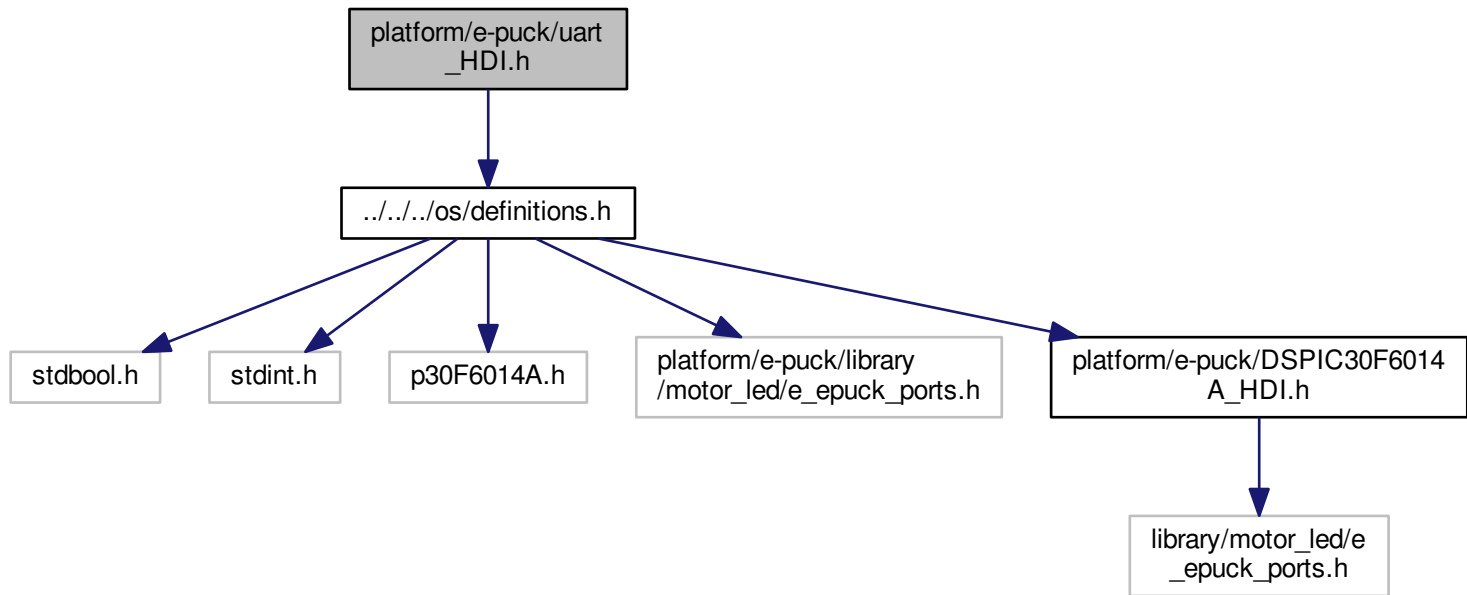 platform/e-puck/uart
_HDI.h
../../../os/definitions.h
stdbool.h
stdint.h
p30F6014A.h
platform/e-puck/library
/motor_led/e_epuck_ports.h
platform/e-puck/DSPIC30F6014
A_HDI.h
library/motor_led/e
_epuck_ports.h